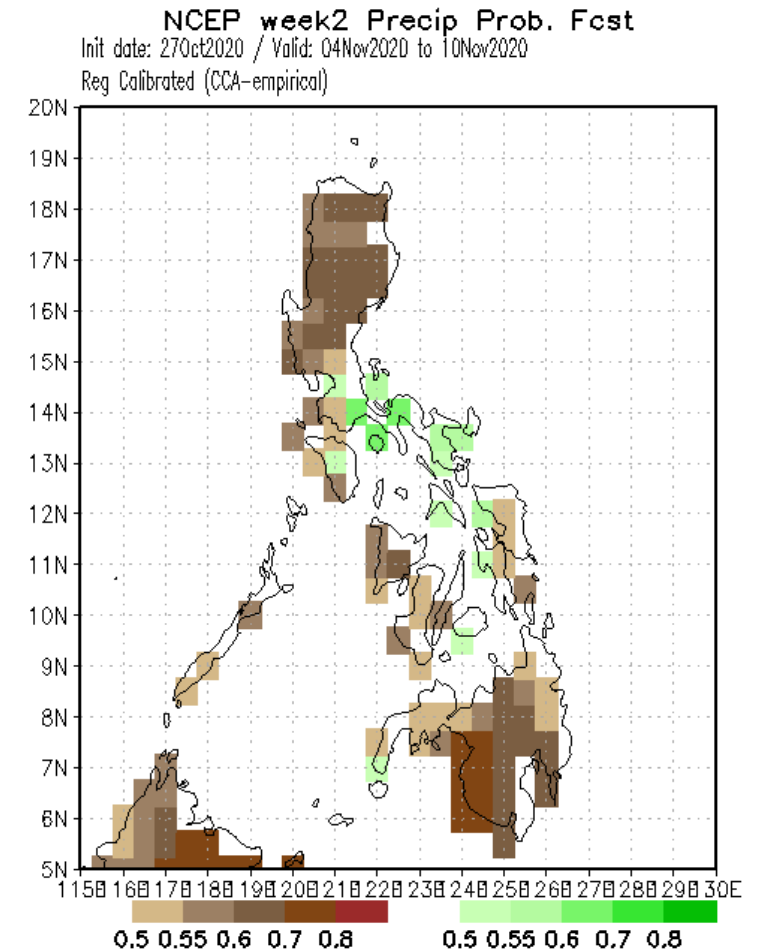 NCEP week2 Precip Prob. Fcst
Init date: 27Oct2020 / Valid: 04Nov2020 to 10Nov2020
Reg Calibrated (CCA-empirical)
20N
19N
18N
17N
16N
15N
14N
13N
12N
11N
10N
9N
8N
7N
6N
5N
115E 116E 117E 118E 119E 120E 121E 122E 123E 124E 125E 126E 127E 128E 129E 130E
0.5 0.55 0.6 0.7 0.8 0.5 0.55 0.6 0.7 0.8